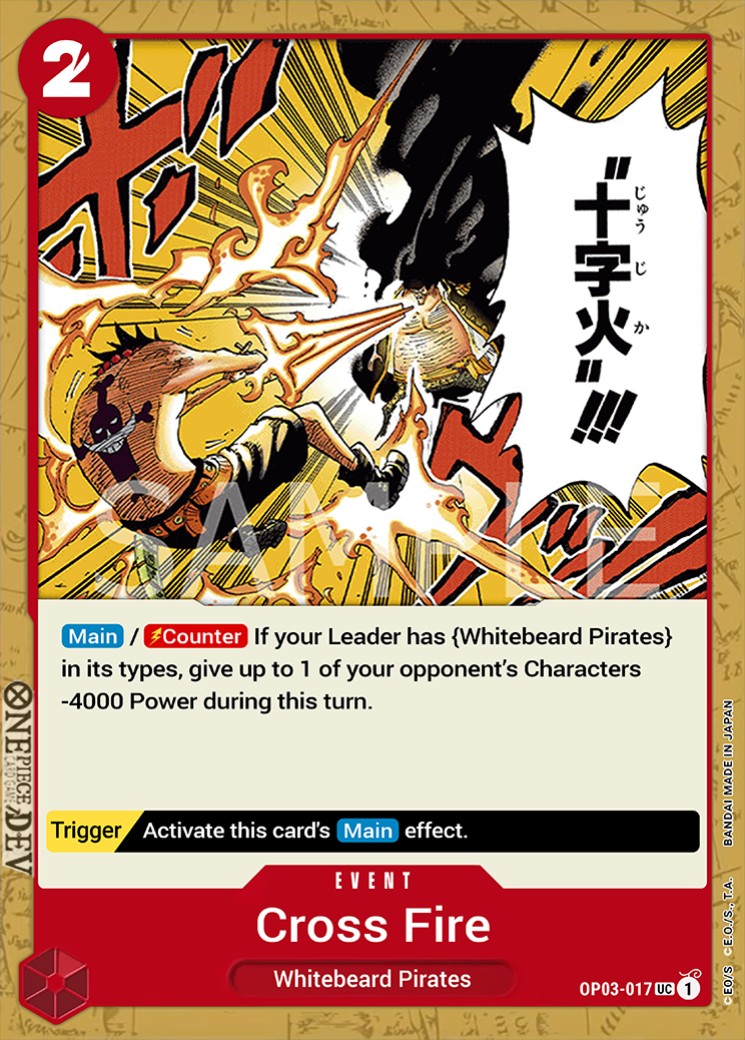 2
"十字火"!!!
じゅうじか
SAMPLE
Main / Counter If your Leader has {Whitebeard Pirates}
in its types, give up to 1 of your opponent's Characters
-4000 Power during this turn.
Trigger Activate this card's Main effect.
EVENT
Cross Fire
Whitebeard Pirates
OP03-017 UC 1
ONE PIECE CARD GAME /DEV
©E.O./S., T.A. BANDAI MADE IN JAPAN
©EO/S